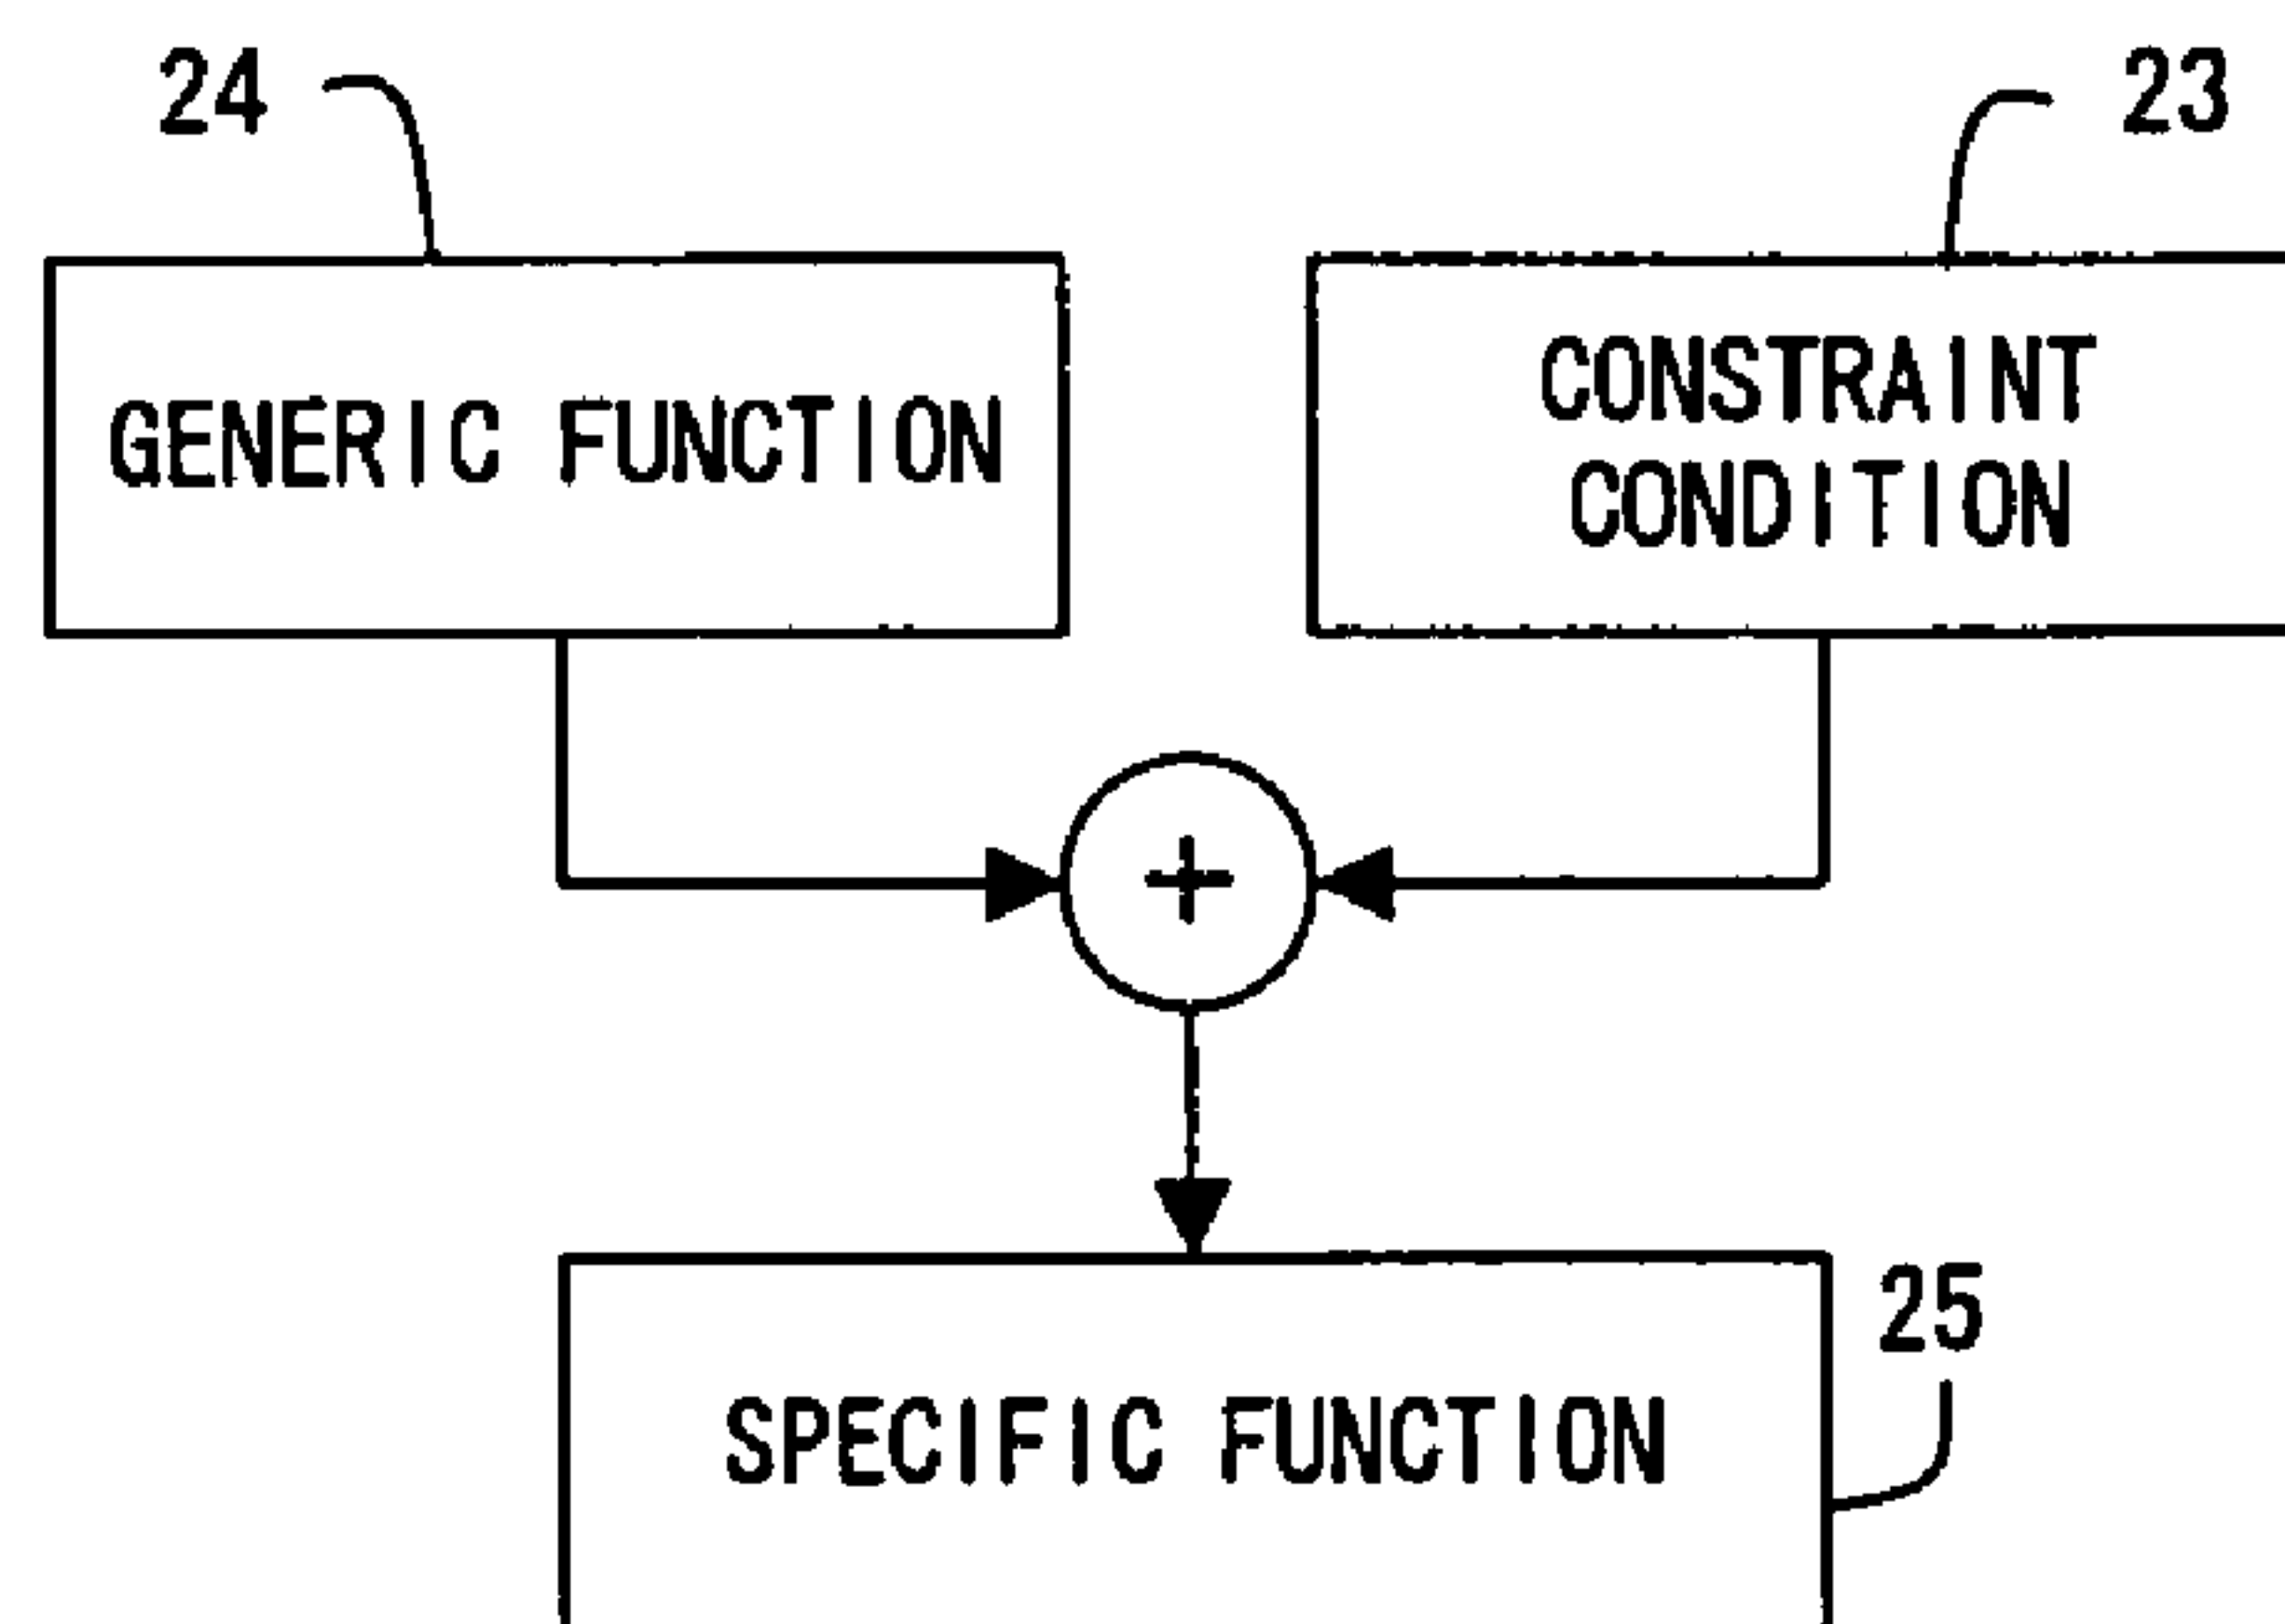 24
23
GENERIC FUNCTION
CONSTRAINT
CONDITION
+
25
SPECIFIC FUNCTION